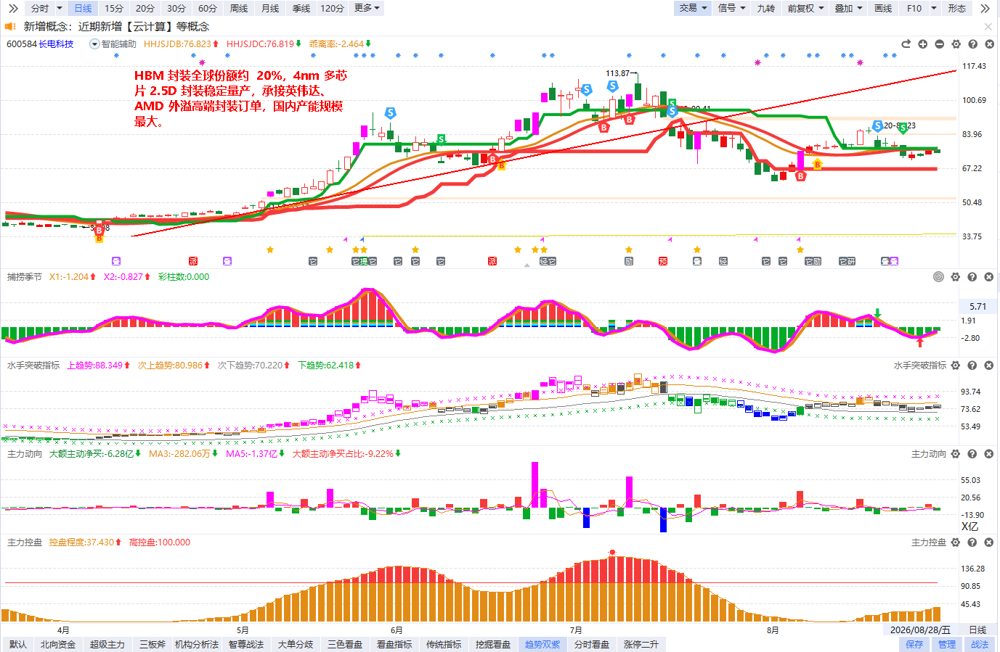 分时 日线 15分 20分 30分 60分 周线 月线 季线 120分 更多 交易 信号 九转 前复权 叠加 画线 F10 形态
新增概念：近期新增【云计算】等概念
600584 长电科技 智能辅助 HHJSJDB:76.823 HHJSJDC:76.819 乖离率:-2.464
HBM 封装全球份额约 20%，4nm 多芯
片 2.5D 封装稳定量产，承接英伟达、
AMD 外溢高端封装订单，国内产能规模
最大。
113.87
117.43
100.69
83.96
67.22
50.48
33.75
捕捞季节 X1:-1.204 X2:-0.827 彩柱数:0.000
5.71
1.91
-2.80
水手突破指标 上趋势:88.349 次上趋势:80.986 次下趋势:70.220 下趋势:62.418 水手突破指标
93.74
73.62
53.49
主力动向 大额主动净买:-6.28亿 MA3:-282.06万 MA5:-1.37亿 大额主动净买占比:-9.22% 主力动向
55.03
20.56
-13.90
X亿
主力控盘 控盘程度:37.430 高控盘:100.000 主力控盘
136.28
90.85
45.43
4月 5月 6月 7月 8月 2026/08/28/五 日线
默认 北向资金 超级主力 三板斧 机构分析法 智尊战法 大单分歧 三色看盘 看盘指标 传统指标 挖掘看盘 趋势双紫 分时看盘 涨停二升 保存 管理 战法